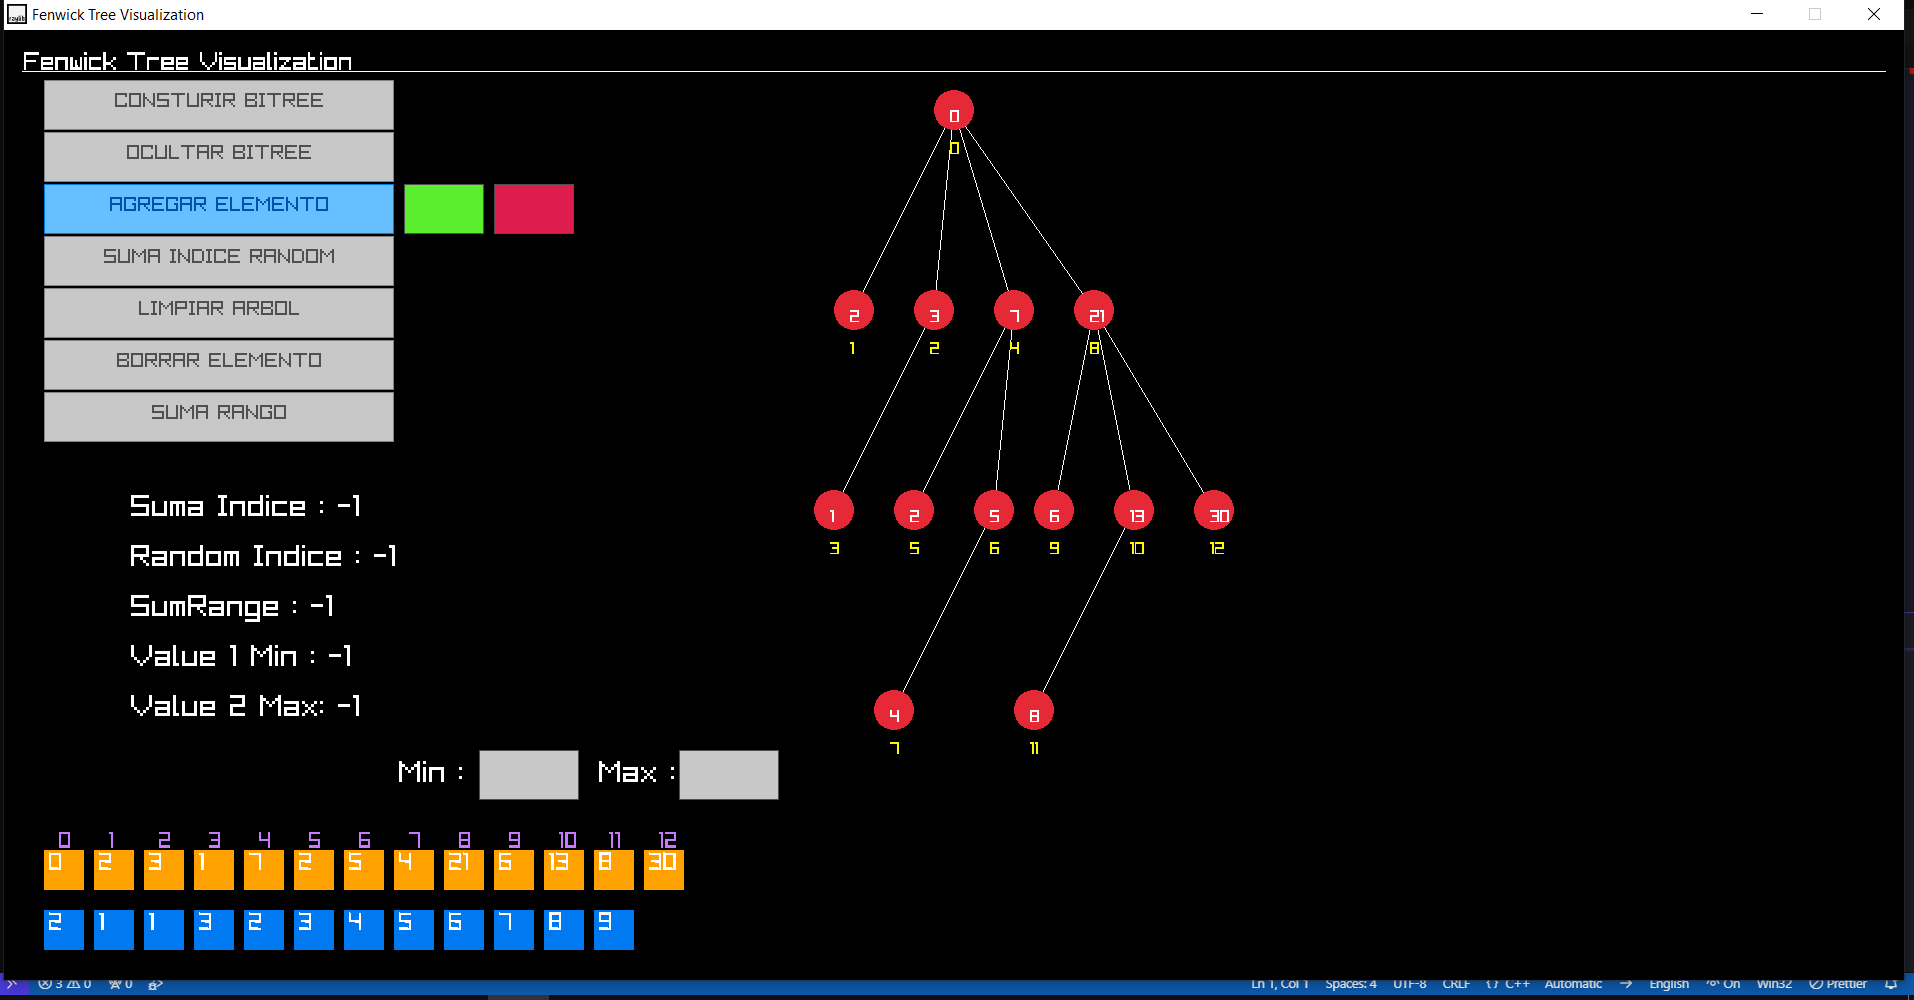 Fenwick Tree Visualization
Fenwick Tree Visualization
CONSTURIR BITREE
OCULTAR BITREE
AGREGAR ELEMENTO
SUMA INDICE RANDOM
LIMPIAR ARBOL
BORRAR ELEMENTO
SUMA RANGO
0
0
2 3 7 21
1 2 4 8
1 2 5 6 13 30
3 5 6 9 10 12
4 8
7 11
Suma Indice : -1
Random Indice : -1
SumRange : -1
Value 1 Min : -1
Value 2 Max: -1
Min : Max :
0 1 2 3 4 5 6 7 8 9 10 11 12
0 2 3 1 7 2 5 4 21 6 13 8 30
2 1 1 3 2 3 4 5 6 7 8 9
3 0 0 Ln 1, Col 1 Spaces: 4 UTF-8 CRLF {} C++ Automatic English On Win32 Prettier